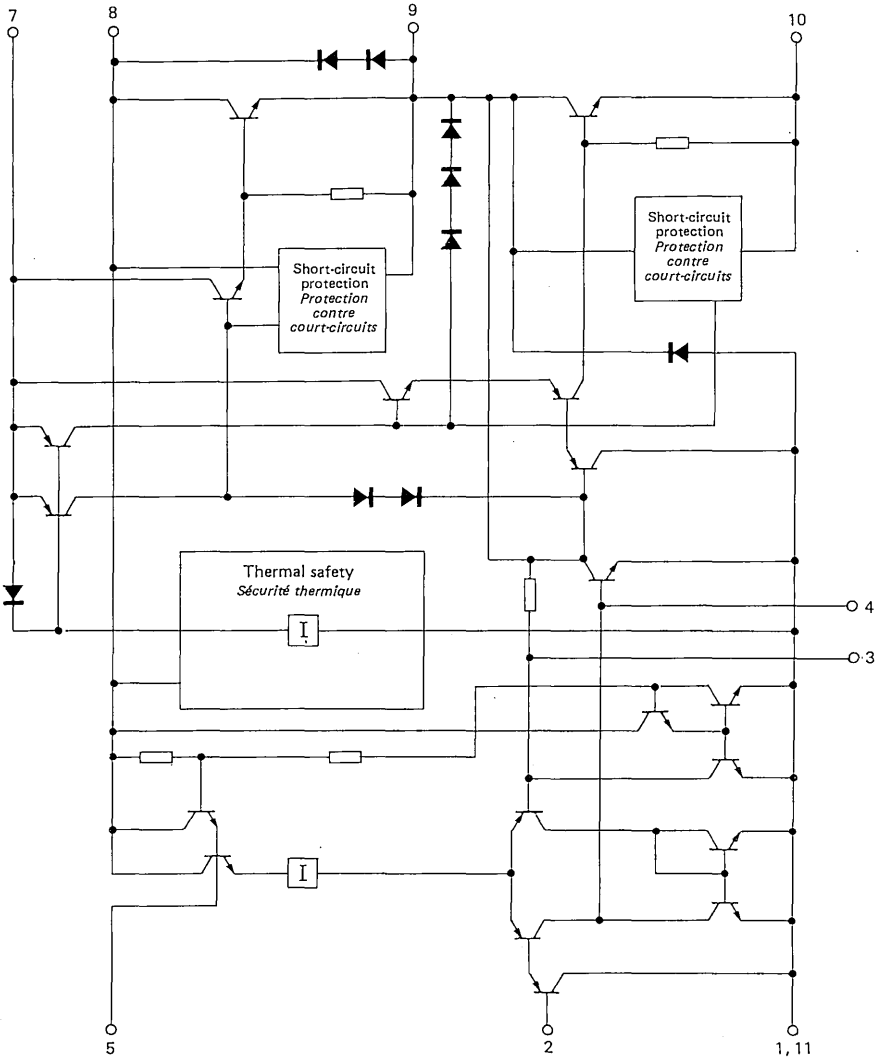 7
8
9
10
Short-circuit
protection
Protection
contre
court-circuits
Short-circuit
protection
Protection
contre
court-circuits
Thermal safety
Sécurité thermique
I
4
3
I
5
2
1, 11